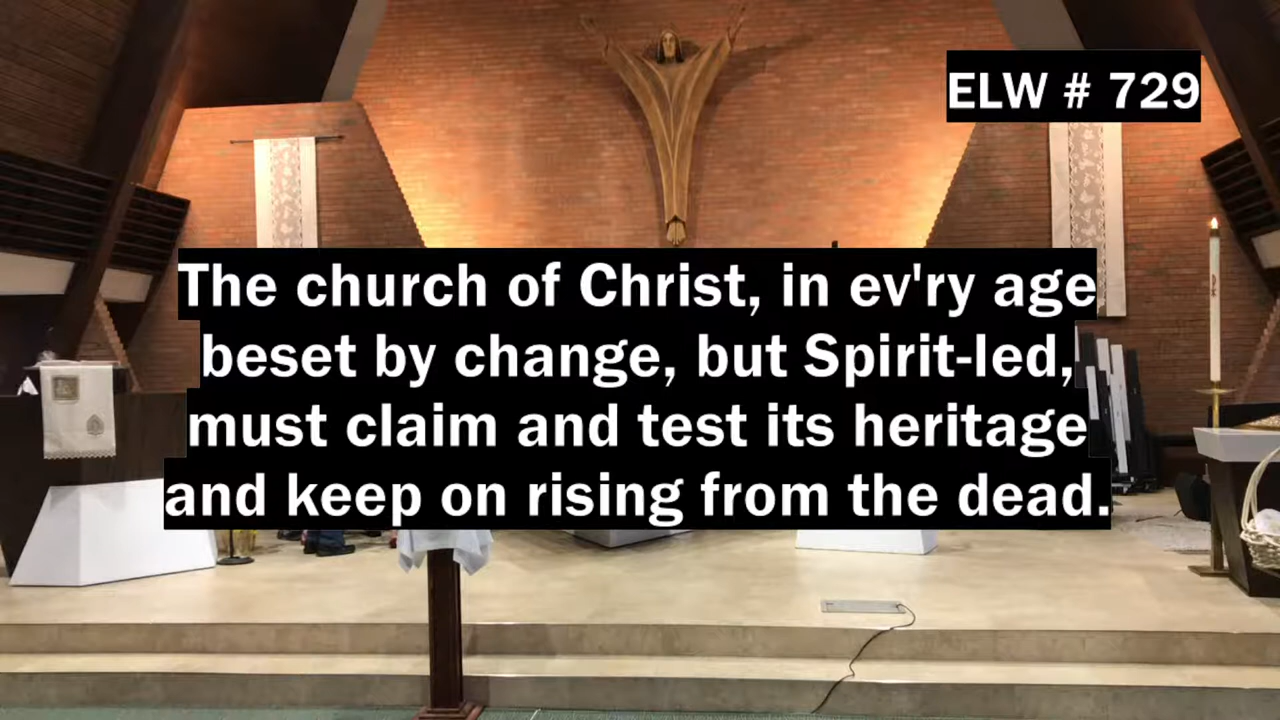 ELW # 729
The church of Christ, in ev'ry age
beset by change, but Spirit-led,
must claim and test its heritage
and keep on rising from the dead.